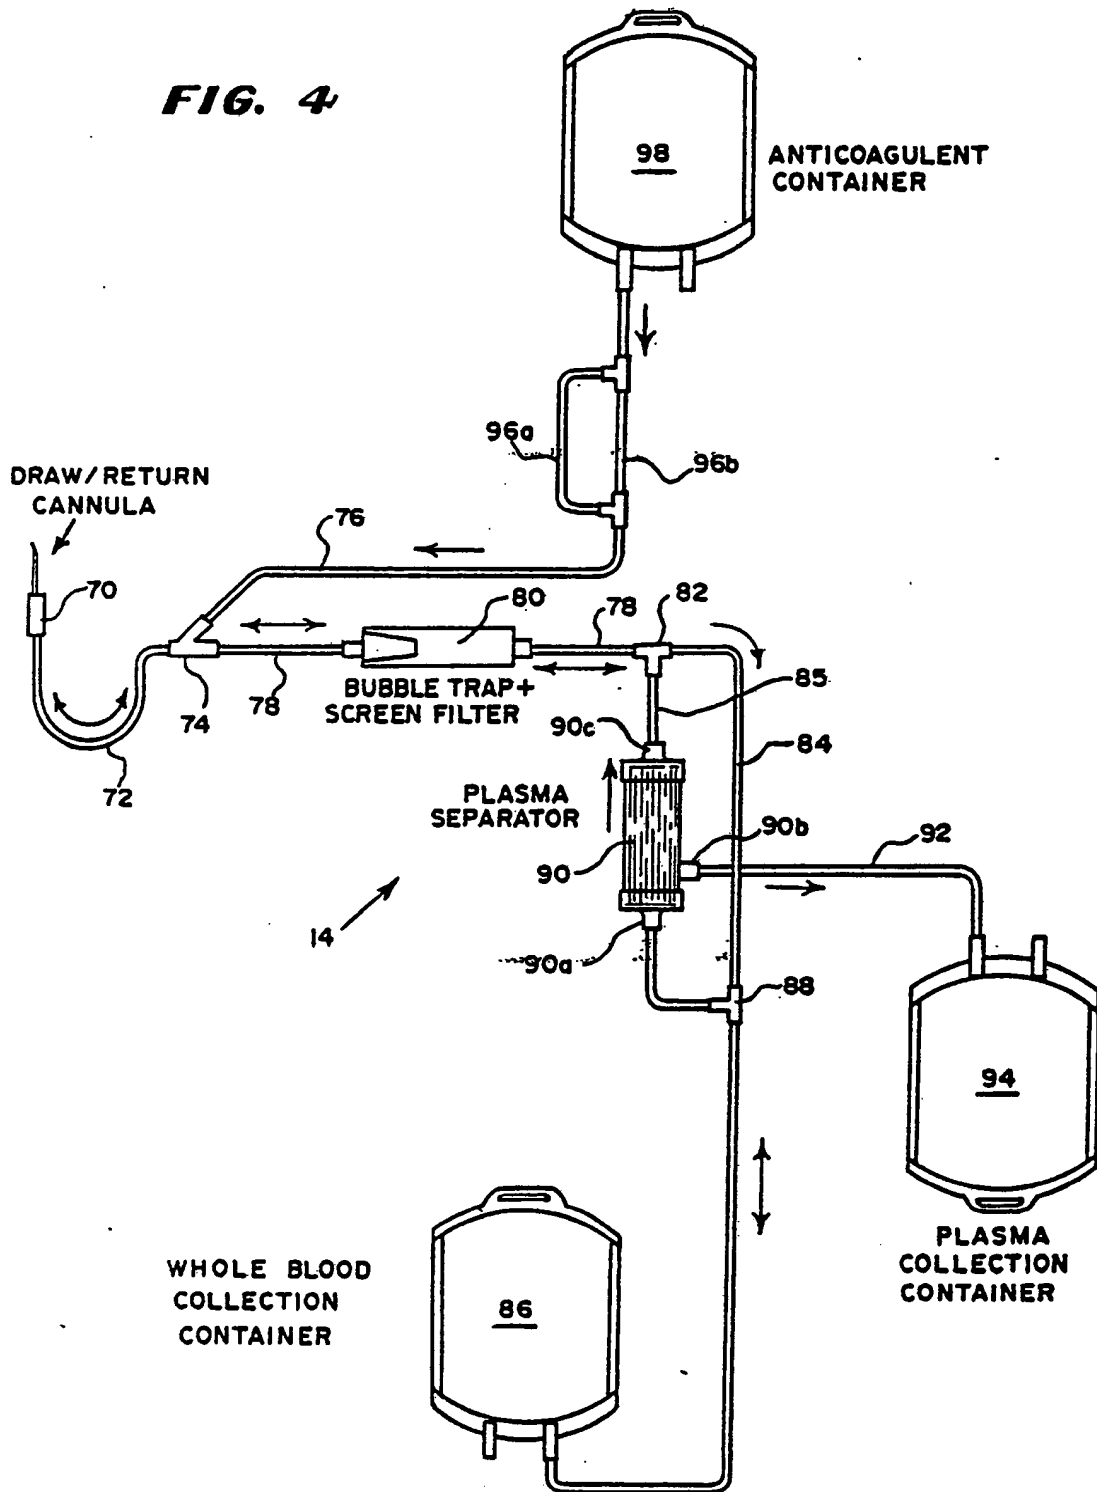 FIG. 4
98
ANTICOAGULENT
CONTAINER
96a
96b
DRAW/RETURN
CANNULA
76
70
80
78
82
74
78
BUBBLE TRAP +
SCREEN FILTER
85
90c
84
72
PLASMA
SEPARATOR
90b
92
90
14
90a
88
94
PLASMA
COLLECTION
CONTAINER
WHOLE BLOOD
COLLECTION
CONTAINER
86